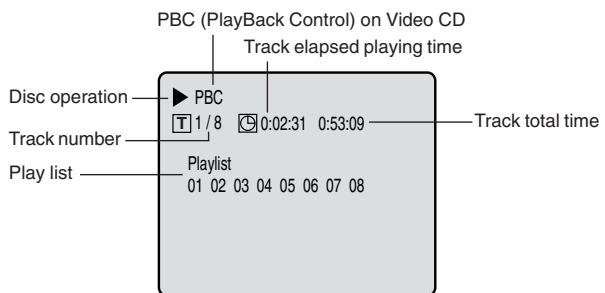 PBC (PlayBack Control) on Video CD
Track elapsed playing time
Disc operation
PBC
T 1 / 8 0:02:31 0:53:09
Track total time
Track number
Play list
Playlist
01 02 03 04 05 06 07 08